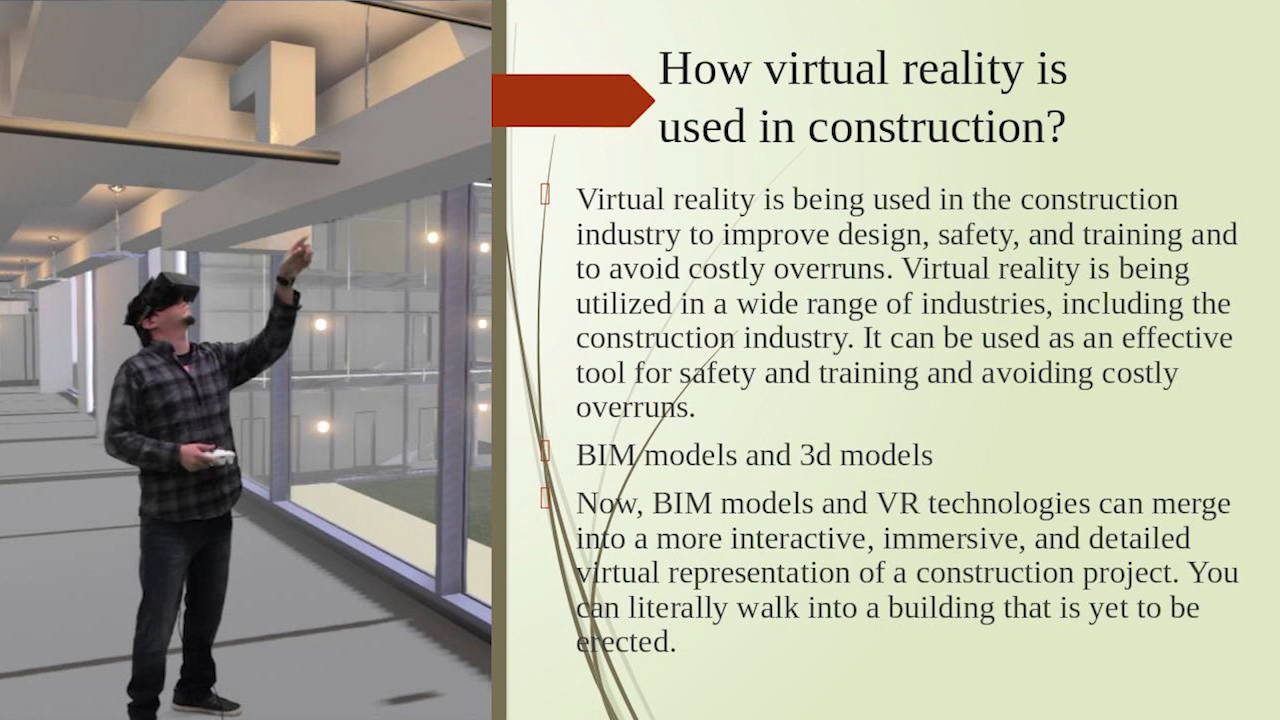 How virtual reality is
used in construction?
Virtual reality is being used in the construction
industry to improve design, safety, and training and
to avoid costly overruns. Virtual reality is being
utilized in a wide range of industries, including the
construction industry. It can be used as an effective
tool for safety and training and avoiding costly
overruns.
BIM models and 3d models
Now, BIM models and VR technologies can merge
into a more interactive, immersive, and detailed
virtual representation of a construction project. You
can literally walk into a building that is yet to be
erected.